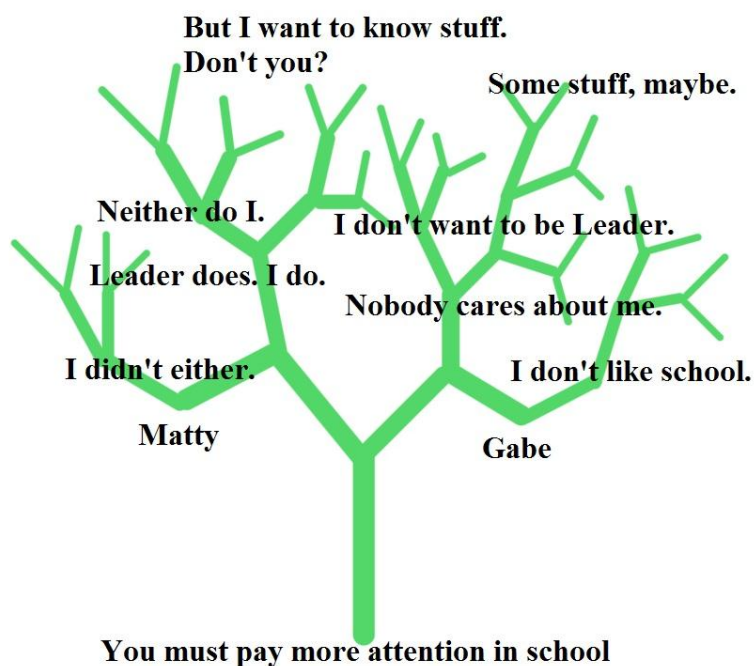 But I want to know stuff.
Don't you?
Some stuff, maybe.
Neither do I.
I don't want to be Leader.
Leader does. I do.
Nobody cares about me.
I didn't either.
I don't like school.
Matty
Gabe
You must pay more attention in school